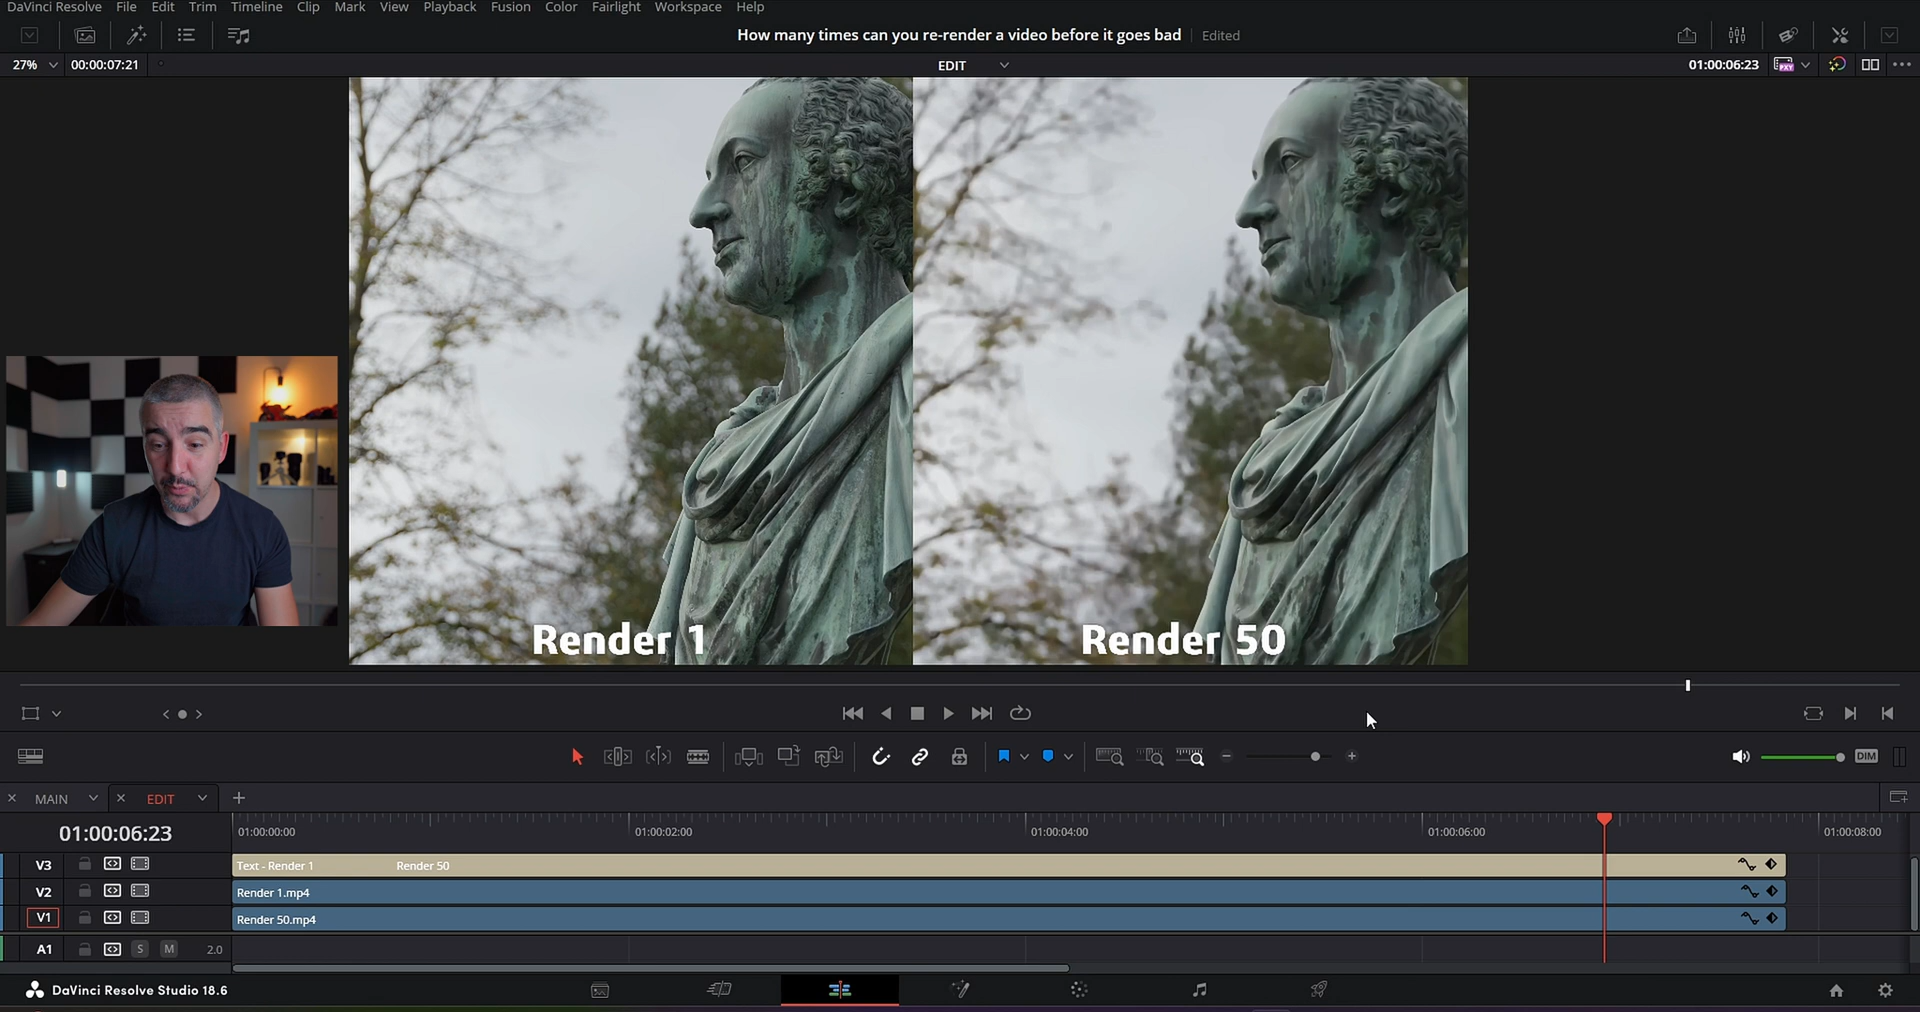 DaVinci Resolve File Edit Trim Timeline Clip Mark View Playback Fusion Color Fairlight Workspace Help
How many times can you re-render a video before it goes bad Edited
27% 00:00:07:21 EDIT 01:00:06:23 PXY
Render 1 Render 50
DIM
MAIN EDIT
01:00:06:23 01:00:00:00 01:00:02:00 01:00:04:00 01:00:06:00 01:00:08:00
V3 Text - Render 1 Render 50
V2 Render 1.mp4
V1 Render 50.mp4
A1 S M 2.0
DaVinci Resolve Studio 18.6